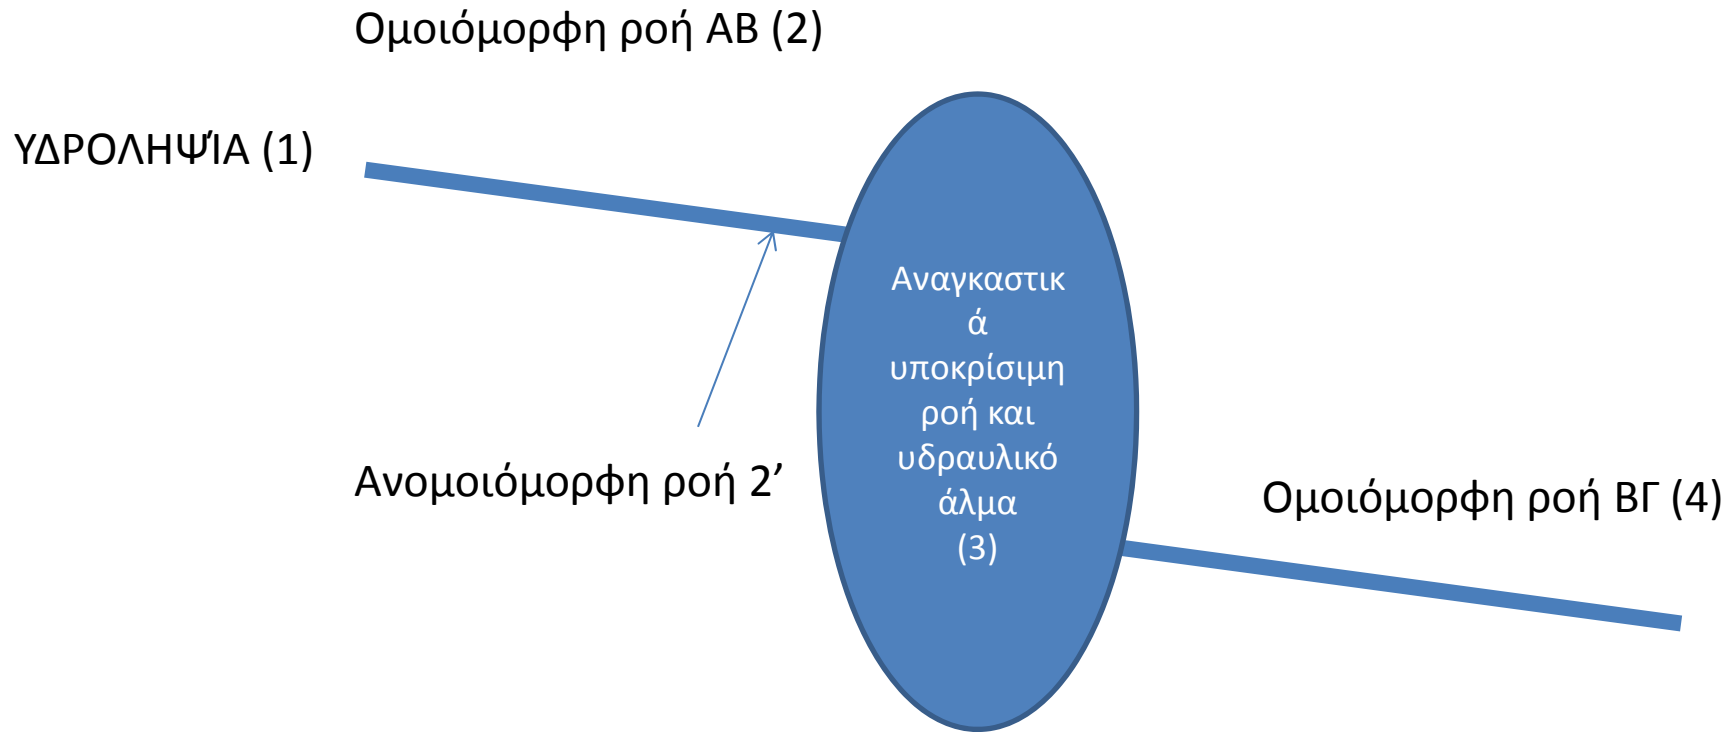 Ομοιόμορφη ροή ΑΒ (2)
ΥΔΡΟΛΗΨΊΑ (1)
Αναγκαστικ
ά
υποκρίσιμη
ροή και
υδραυλικό
άλμα
(3)
Ανομοιόμορφη ροή 2’
Ομοιόμορφη ροή ΒΓ (4)